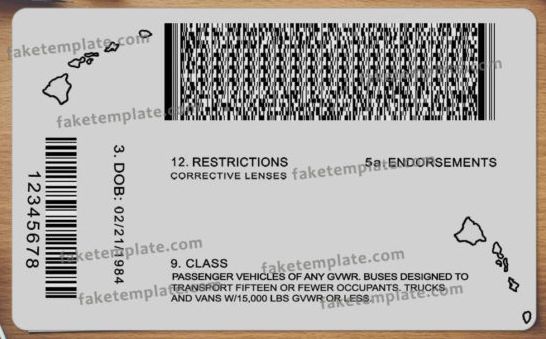 faketemplate.com
faketemplate.com
faketemplate.com
12. RESTRICTIONS
5a. ENDORSEMENTS
CORRECTIVE LENSES
faketemplate.com
12345678
3. DOB: 02/21/1984
faketemplate.com
faketemplate.com
9. CLASS
PASSENGER VEHICLES OF ANY GVWR. BUSES DESIGNED TO
TRANSPORT FIFTEEN OR FEWER OCCUPANTS. TRUCKS
AND VANS W/15,000 LBS GVWR OR LESS.
faketemplate.com
faketemplate.com